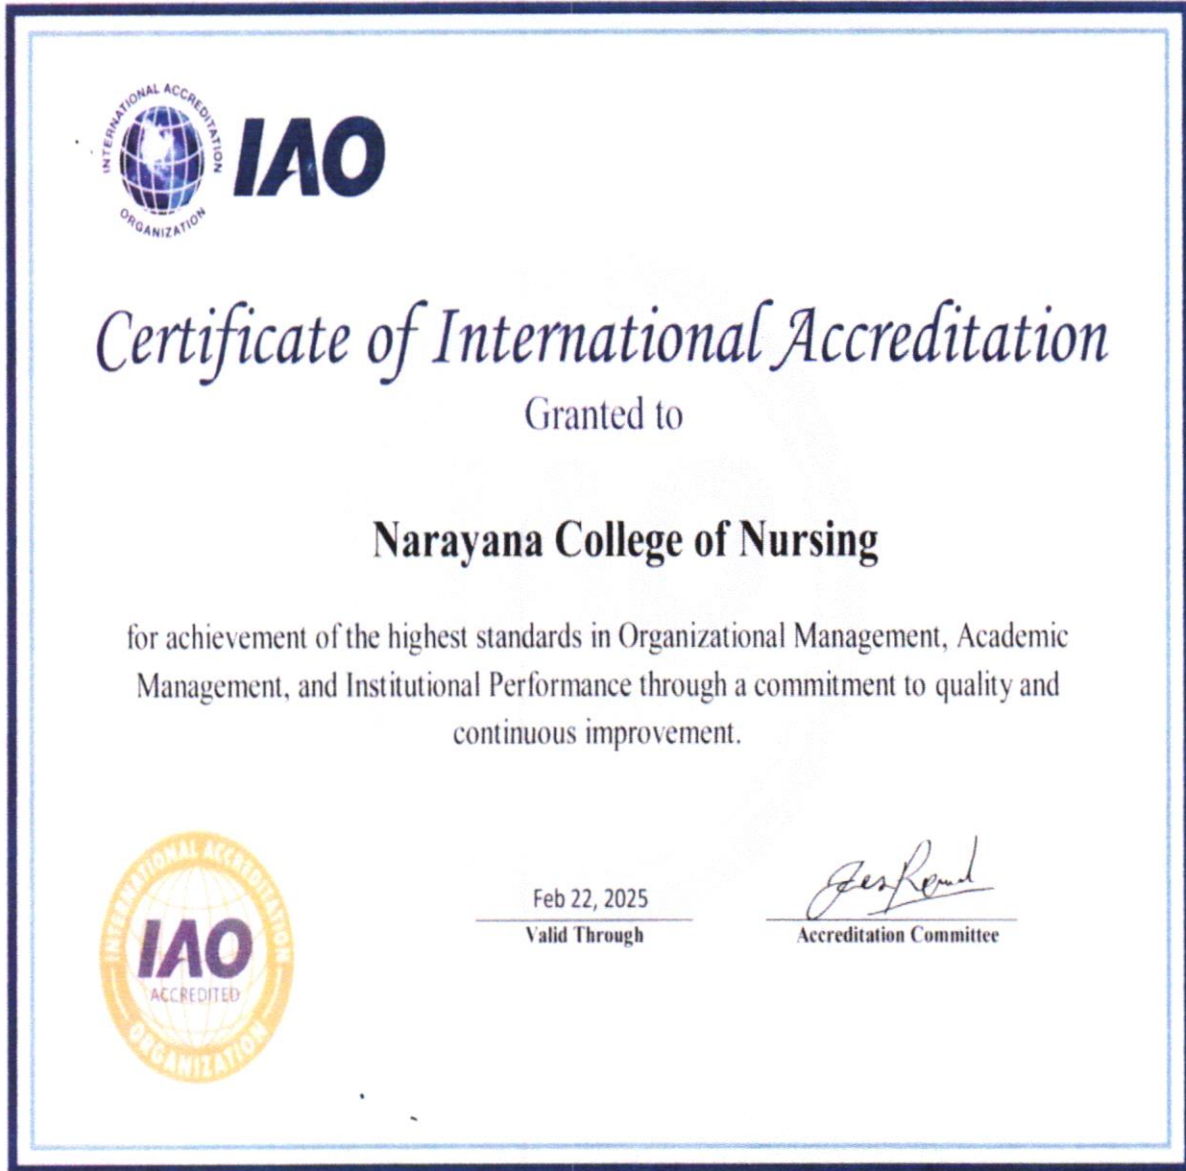 INTERNATIONAL ACCREDITATION
ORGANIZATION
IAO
Certificate of International Accreditation
Granted to
Narayana College of Nursing
for achievement of the highest standards in Organizational Management, Academic
Management, and Institutional Performance through a commitment to quality and
continuous improvement.
INTERNATIONAL ACCREDITATION
IAO
ACCREDITED
ORGANIZATION
Feb 22, 2025
Valid Through
Accreditation Committee